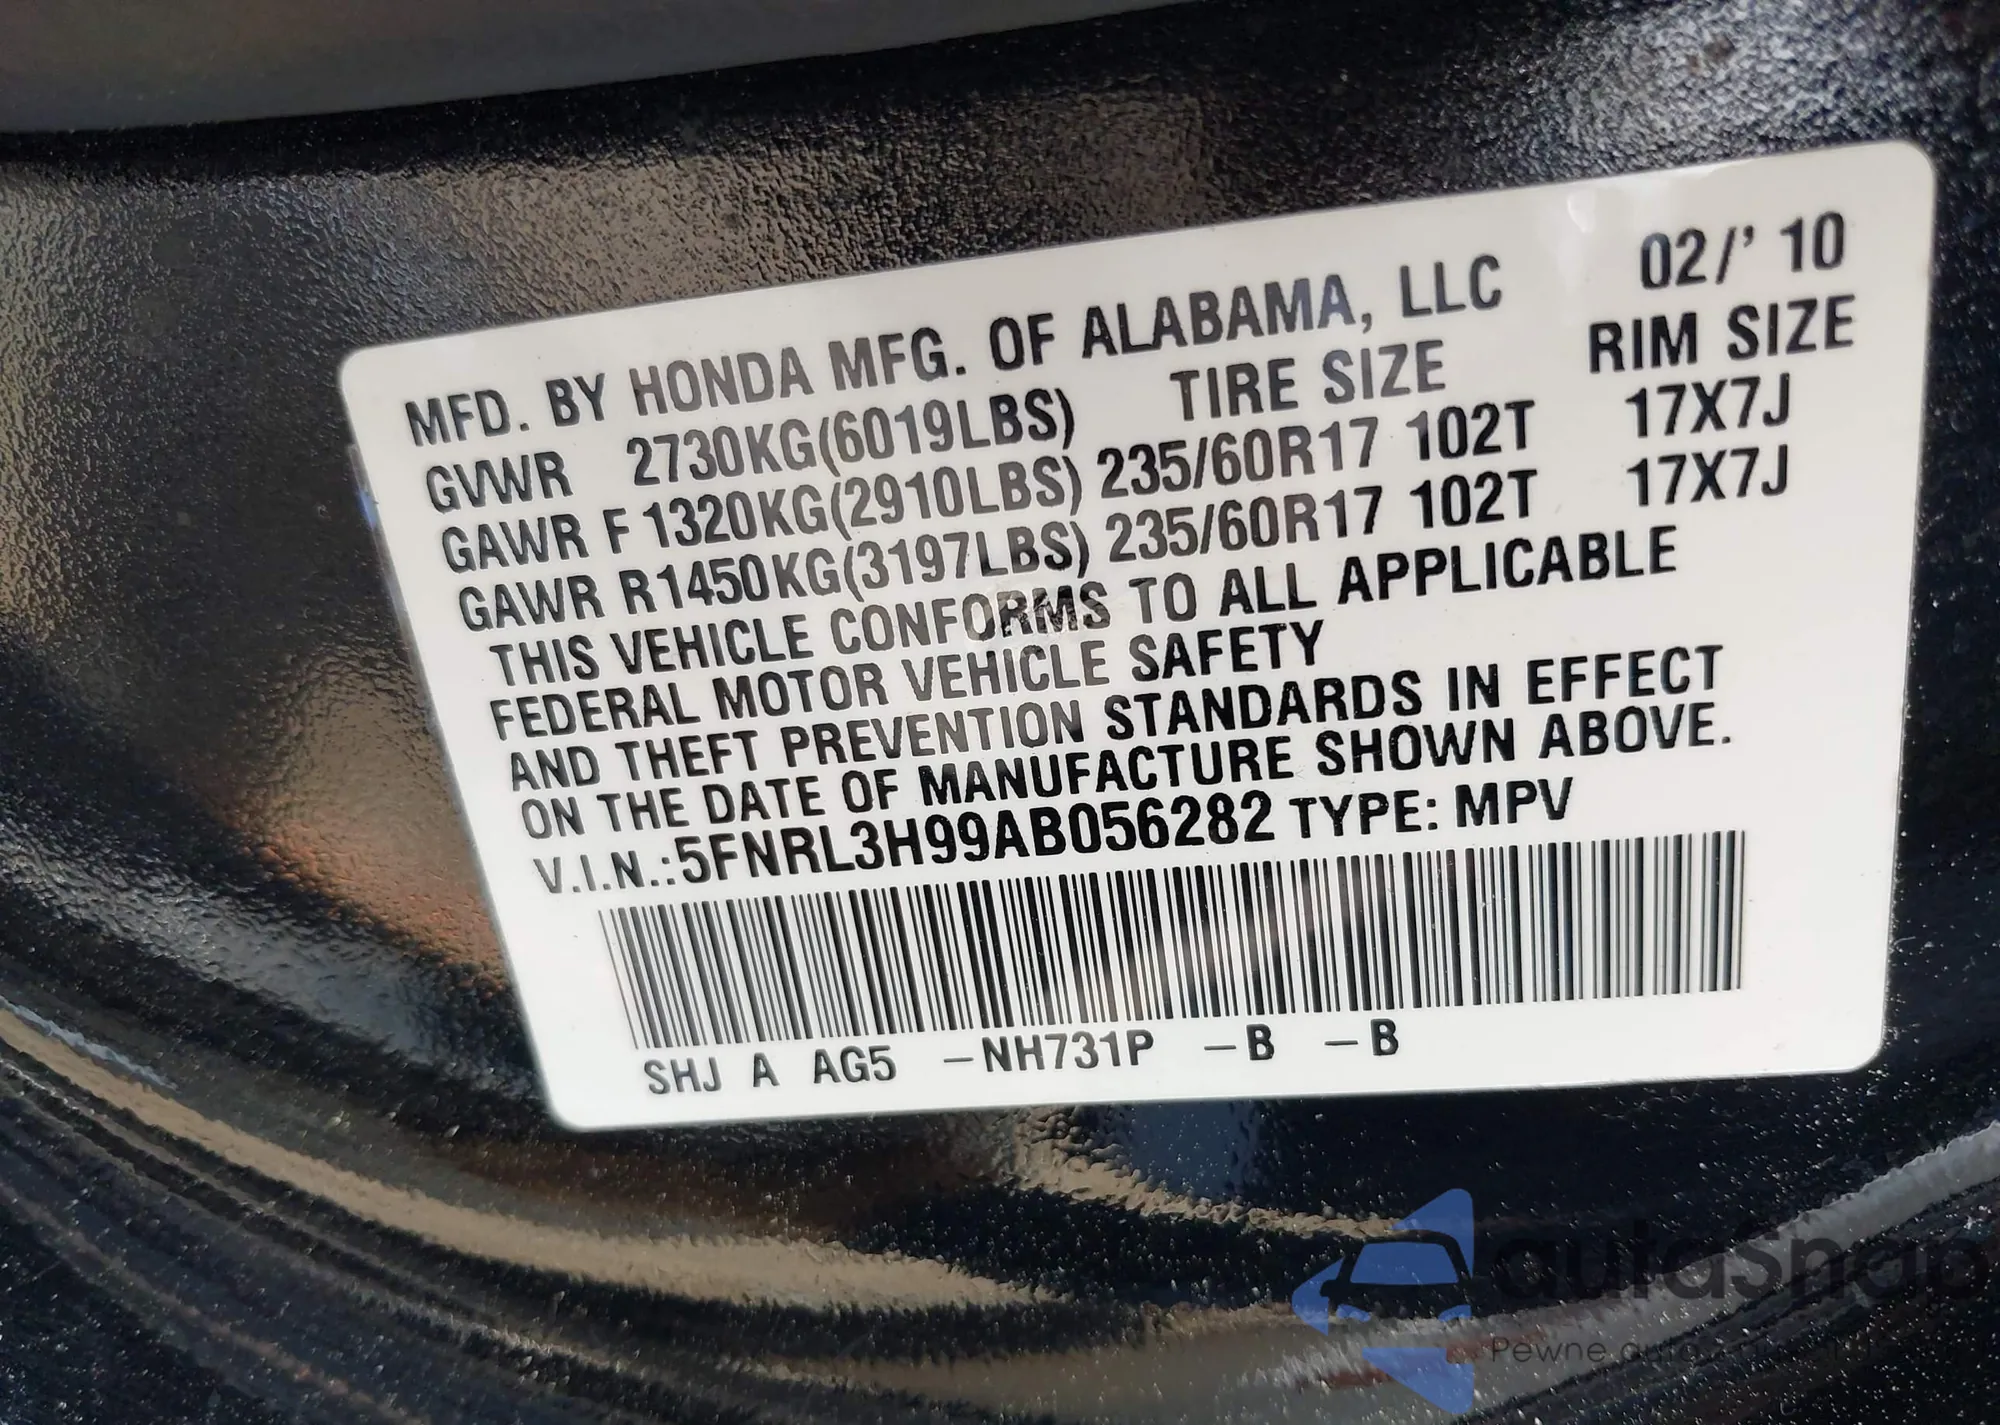 MFD. BY HONDA MFG. OF ALABAMA, LLC 02/' 10
GVWR 2730KG(6019LBS) TIRE SIZE RIM SIZE
GAWR F 1320KG(2910LBS) 235/60R17 102T 17X7J
GAWR R1450KG(3197LBS) 235/60R17 102T 17X7J
THIS VEHICLE CONFORMS TO ALL APPLICABLE
FEDERAL MOTOR VEHICLE SAFETY
AND THEFT PREVENTION STANDARDS IN EFFECT
ON THE DATE OF MANUFACTURE SHOWN ABOVE.
V.I.N.:5FNRL3H99AB056282 TYPE: MPV
SHJ A AG5 -NH731P -B -B
autaSnap
Pewne auta z